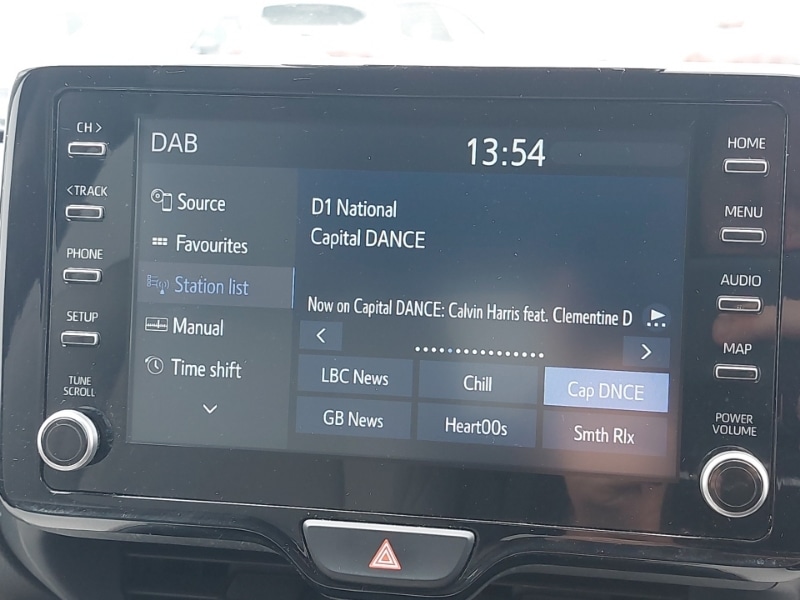 CH >
< TRACK
PHONE
SETUP
TUNE
SCROLL
DAB
13:54
Source
Favourites
Station list
Manual
Time shift
D1 National
Capital DANCE
Now on Capital DANCE: Calvin Harris feat. Clementine D
LBC News
Chill
Cap DNCE
GB News
Heart00s
Smth Rlx
HOME
MENU
AUDIO
MAP
POWER
VOLUME